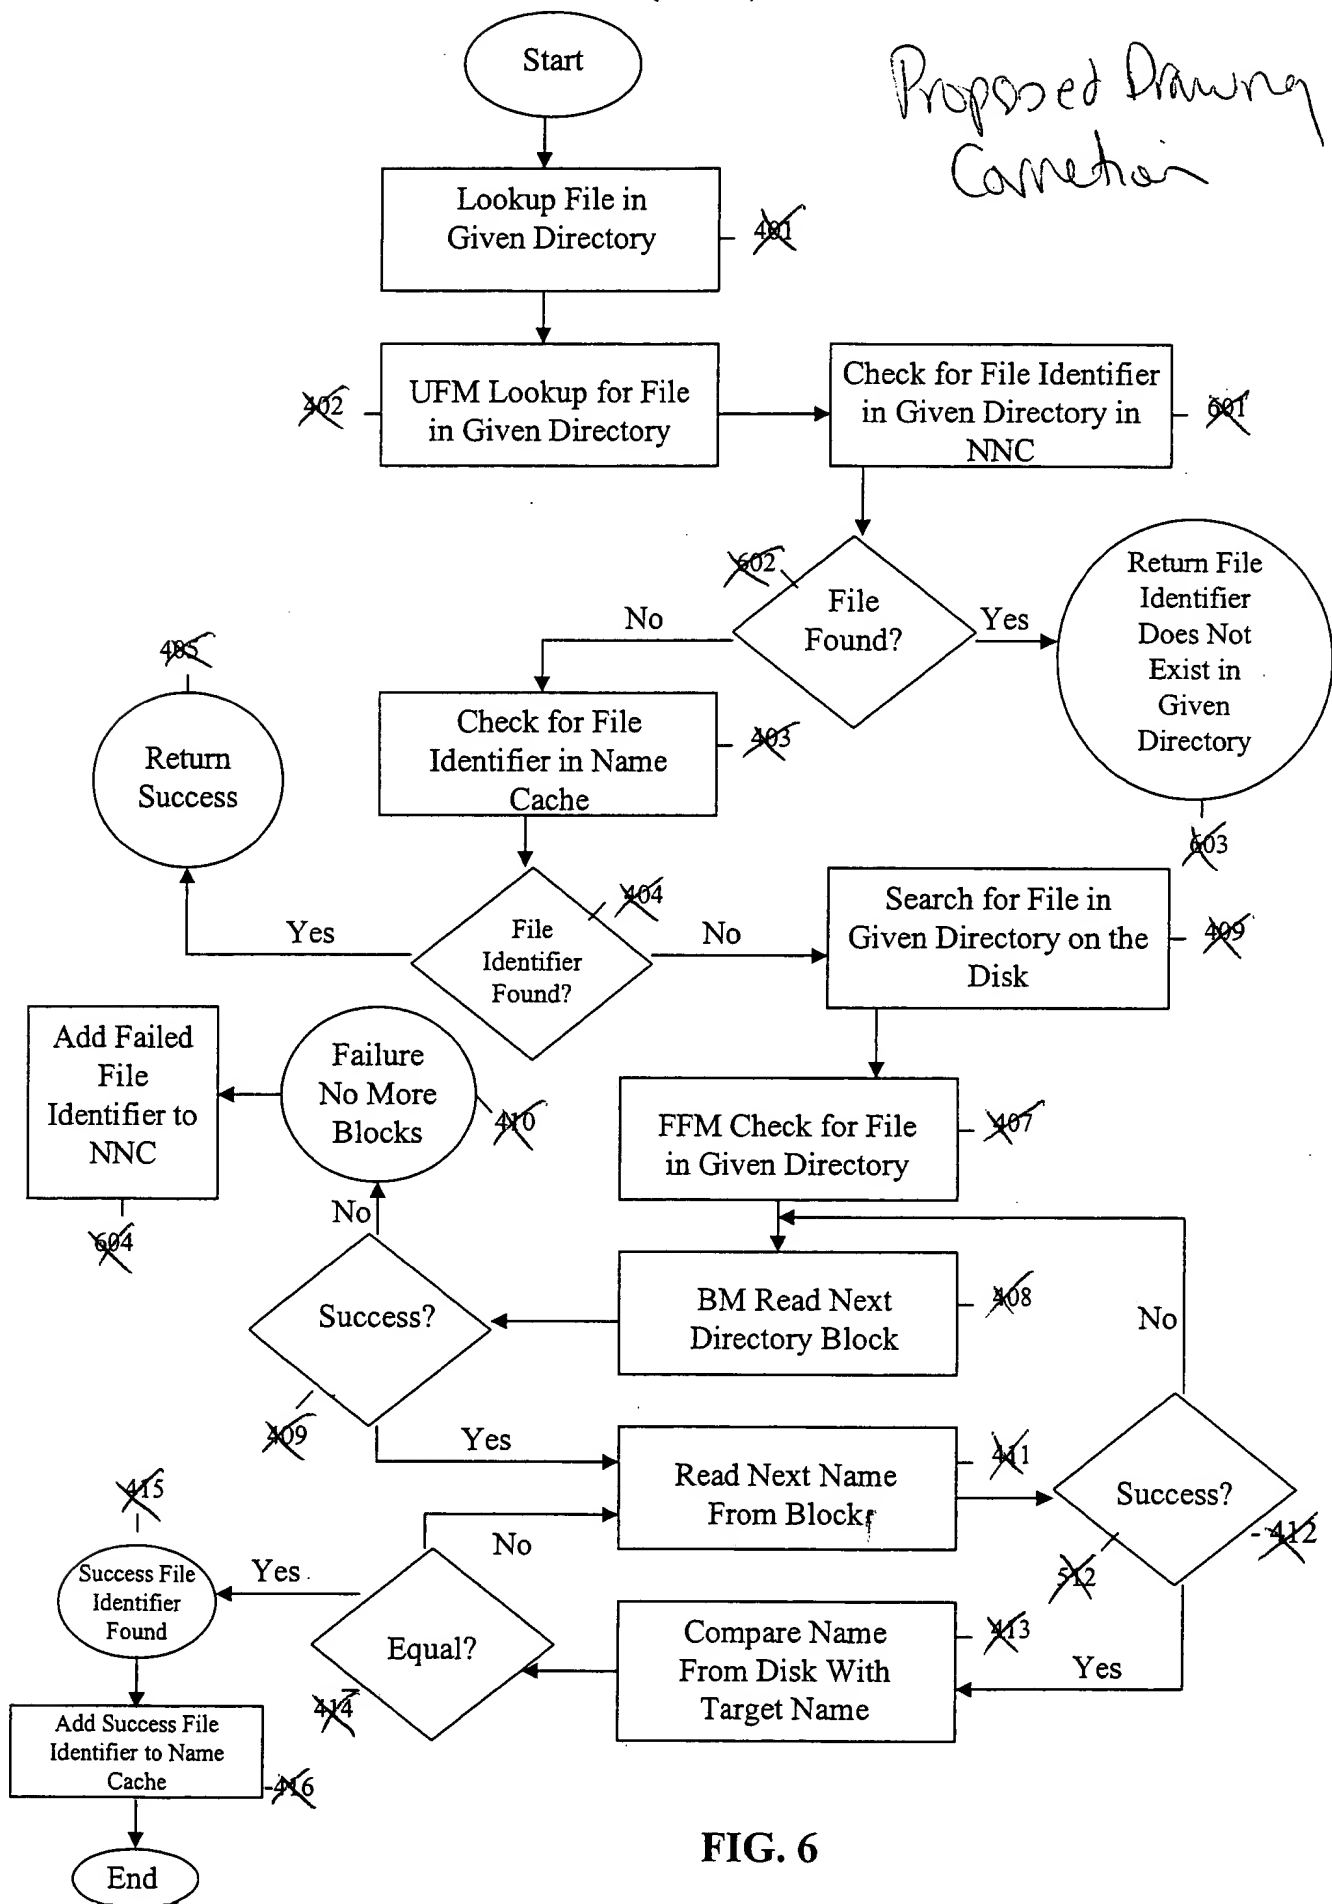 Proposed Drawing
Correction
Start
Lookup File in
Given Directory
401
402
UFM Lookup for File
in Given Directory
Check for File Identifier
in Given Directory in
NNC
601
602
File
Found?
No
Yes
Return File
Identifier
Does Not
Exist in
Given
Directory
603
405
Return
Success
Check for File
Identifier in Name
Cache
403
404
File
Identifier
Found?
Yes
No
Search for File in
Given Directory on the
Disk
409
Add Failed
File
Identifier to
NNC
604
Failure
No More
Blocks
410
FFM Check for File
in Given Directory
407
No
Success?
409
BM Read Next
Directory Block
408
No
Yes
Read Next Name
From Block
411
Success?
412
512
415
Success File
Identifier
Found
Yes
No
Equal?
414
Compare Name
From Disk With
Target Name
413
Yes
Add Success File
Identifier to Name
Cache
416
End
FIG. 6